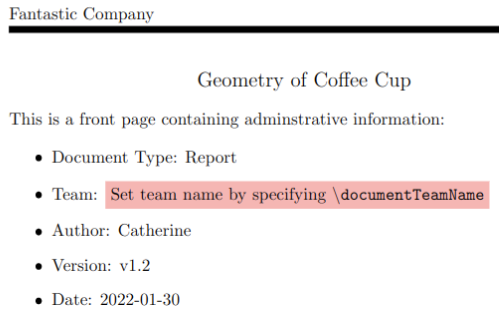 Fantastic Company
Geometry of Coffee Cup
This is a front page containing adminstrative information:
• Document Type: Report
• Team: Set team name by specifying \documentTeamName
• Author: Catherine
• Version: v1.2
• Date: 2022-01-30